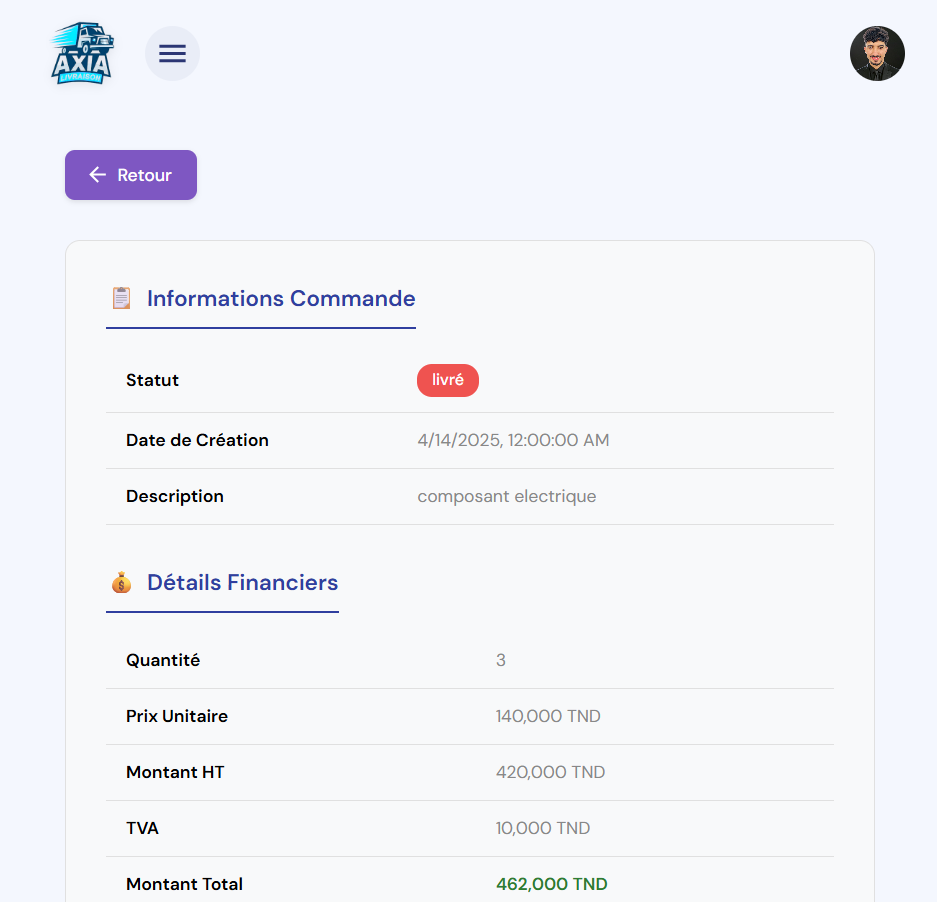 AXIA
LIVRAISON
Retour
Informations Commande
Statut livré
Date de Création 4/14/2025, 12:00:00 AM
Description composant electrique
Détails Financiers
Quantité 3
Prix Unitaire 140,000 TND
Montant HT 420,000 TND
TVA 10,000 TND
Montant Total 462,000 TND